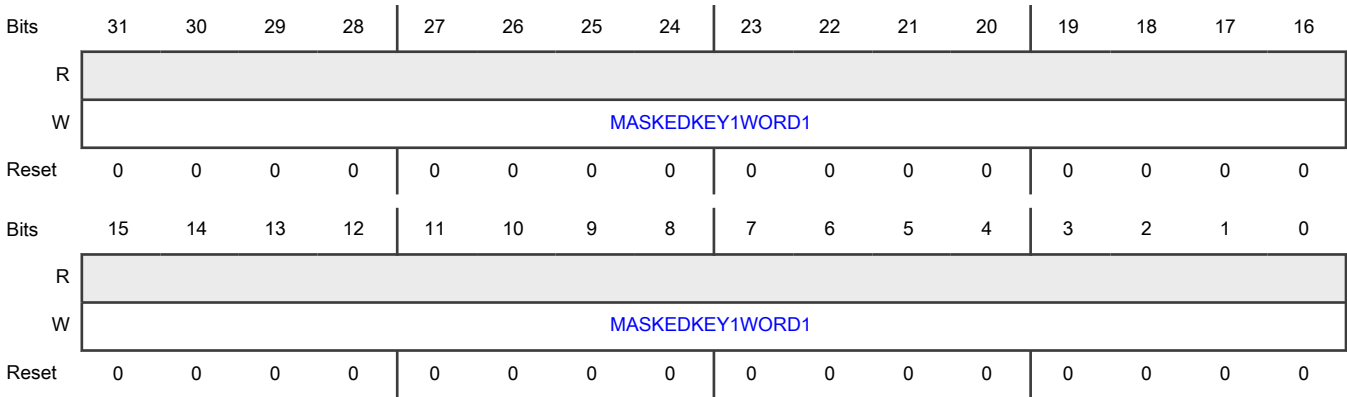 Bits 31 30 29 28 27 26 25 24 23 22 21 20 19 18 17 16
R
W MASKEDKEY1WORD1
Reset 0 0 0 0 0 0 0 0 0 0 0 0 0 0 0 0
Bits 15 14 13 12 11 10 9 8 7 6 5 4 3 2 1 0
R
W MASKEDKEY1WORD1
Reset 0 0 0 0 0 0 0 0 0 0 0 0 0 0 0 0